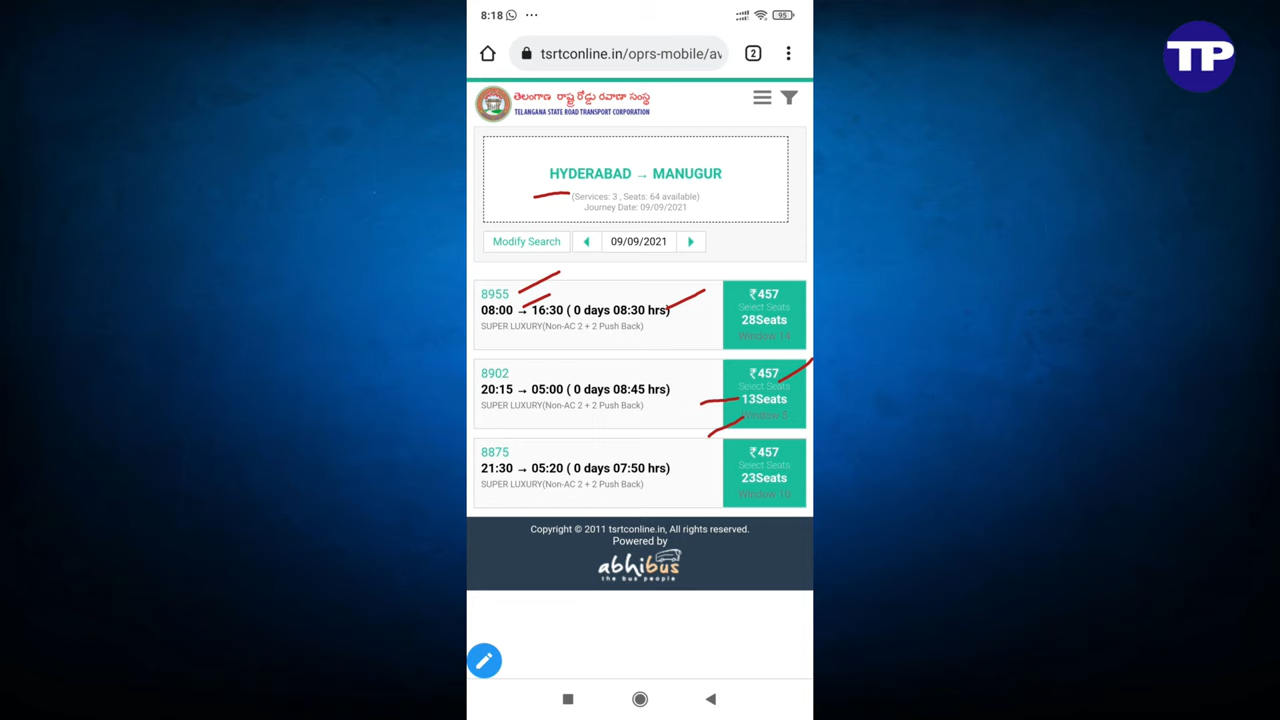 8:18
95
TP
tsrtconline.in/oprs-mobile/av
2
తెలంగాణ రాష్ట్ర రోడ్డు రవాణా సంస్థ
TELANGANA STATE ROAD TRANSPORT CORPORATION
HYDERABAD → MANUGUR
(Services: 3 , Seats: 64 available)
Journey Date: 09/09/2021
Modify Search
09/09/2021
8955
08:00 → 16:30 ( 0 days 08:30 hrs)
SUPER LUXURY(Non-AC 2 + 2 Push Back)
₹457
Select Seats
28Seats
Window 14
8902
20:15 → 05:00 ( 0 days 08:45 hrs)
SUPER LUXURY(Non-AC 2 + 2 Push Back)
₹457
Select Seats
13Seats
Window 5
8875
21:30 → 05:20 ( 0 days 07:50 hrs)
SUPER LUXURY(Non-AC 2 + 2 Push Back)
₹457
Select Seats
23Seats
Window 10
Copyright © 2011 tsrtconline.in, All rights reserved.
Powered by
abhibus
the bus people